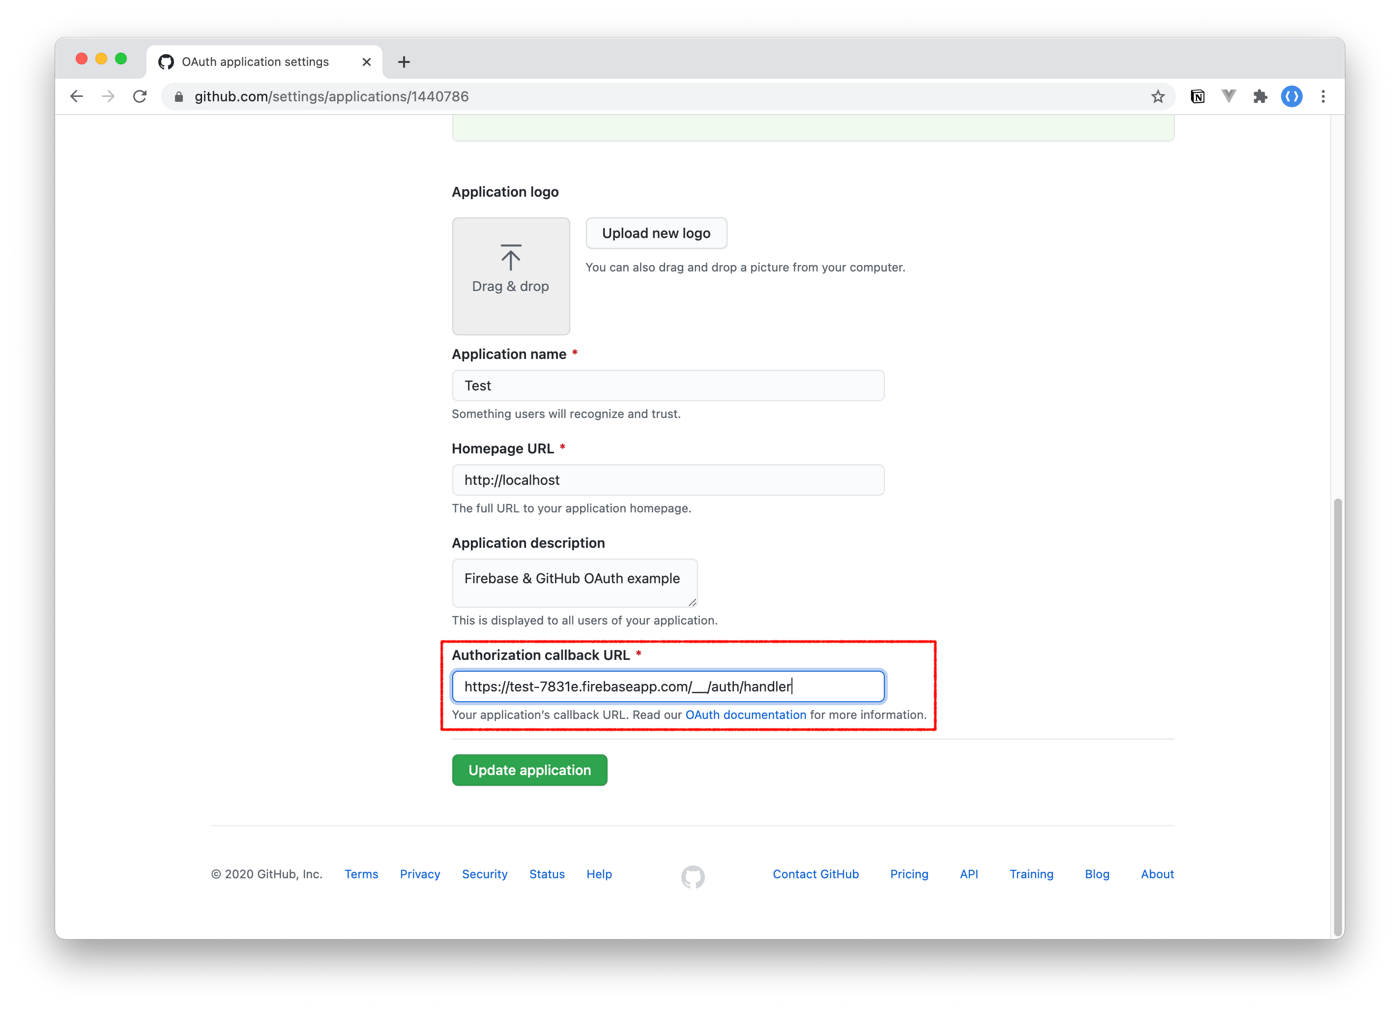 OAuth application settings
github.com/settings/applications/1440786
Application logo
Drag & drop
Upload new logo
You can also drag and drop a picture from your computer.
Application name *
Test
Something users will recognize and trust.
Homepage URL *
http://localhost
The full URL to your application homepage.
Application description
Firebase & GitHub OAuth example
This is displayed to all users of your application.
Authorization callback URL *
https://test-7831e.firebaseapp.com/__/auth/handler
Your application's callback URL. Read our OAuth documentation for more information.
Update application
© 2020 GitHub, Inc. Terms Privacy Security Status Help Contact GitHub Pricing API Training Blog About